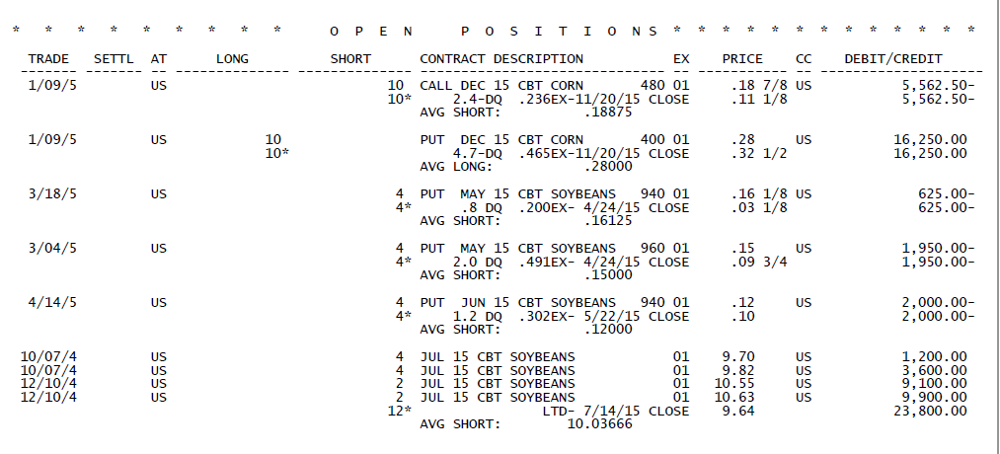 * * * * * * * * * O P E N P O S I T I O N S * * * * * * * * * * * * *
TRADE SETTL AT LONG SHORT CONTRACT DESCRIPTION EX PRICE CC DEBIT/CREDIT
------- ----- -- -------------- -------------- ------------------------------ -- ----------- -- --------------------
1/09/5 US 10 CALL DEC 15 CBT CORN 480 01 .18 7/8 US 5,562.50-
10* 2.4-DQ .236EX-11/20/15 CLOSE .11 1/8 5,562.50-
AVG SHORT: .18875
1/09/5 US 10 PUT DEC 15 CBT CORN 400 01 .28 US 16,250.00
10* 4.7-DQ .465EX-11/20/15 CLOSE .32 1/2 16,250.00
AVG LONG: .28000
3/18/5 US 4 PUT MAY 15 CBT SOYBEANS 940 01 .16 1/8 US 625.00-
4* .8 DQ .200EX- 4/24/15 CLOSE .03 1/8 625.00-
AVG SHORT: .16125
3/04/5 US 4 PUT MAY 15 CBT SOYBEANS 960 01 .15 US 1,950.00-
4* 2.0 DQ .491EX- 4/24/15 CLOSE .09 3/4 1,950.00-
AVG SHORT: .15000
4/14/5 US 4 PUT JUN 15 CBT SOYBEANS 940 01 .12 US 2,000.00-
4* 1.2 DQ .302EX- 5/22/15 CLOSE .10 2,000.00-
AVG SHORT: .12000
10/07/4 US 4 JUL 15 CBT SOYBEANS 01 9.70 US 1,200.00
10/07/4 US 4 JUL 15 CBT SOYBEANS 01 9.82 US 3,600.00
12/10/4 US 2 JUL 15 CBT SOYBEANS 01 10.55 US 9,100.00
12/10/4 US 2 JUL 15 CBT SOYBEANS 01 10.63 US 9,900.00
12* LTD- 7/14/15 CLOSE 9.64 23,800.00
AVG SHORT: 10.03666